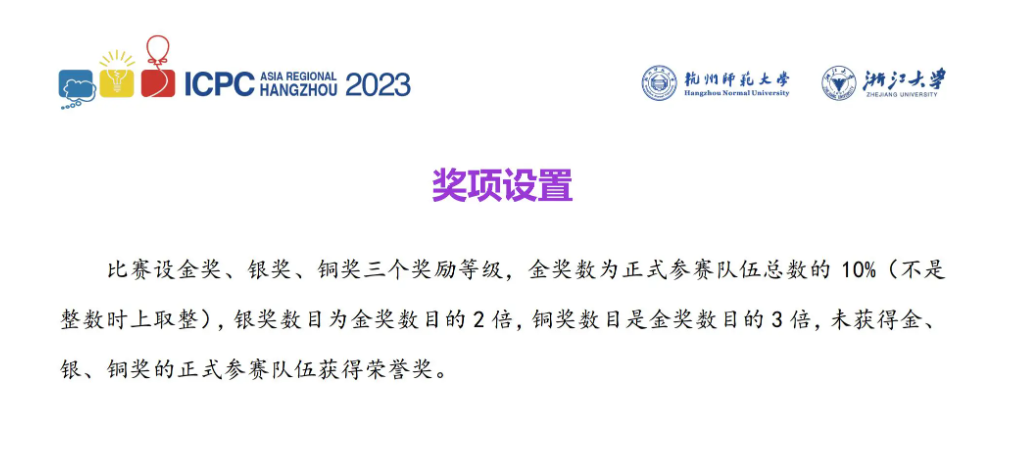 ICPC ASIA REGIONAL HANGZHOU 2023
杭州师范大学
Hangzhou Normal University
浙江大学
ZHEJIANG UNIVERSITY
奖项设置
比赛设金奖、银奖、铜奖三个奖励等级，金奖数为正式参赛队伍总数的 10%（不是
整数时上取整），银奖数目为金奖数目的 2 倍，铜奖数目是金奖数目的 3 倍，未获得金、
银、铜奖的正式参赛队伍获得荣誉奖。